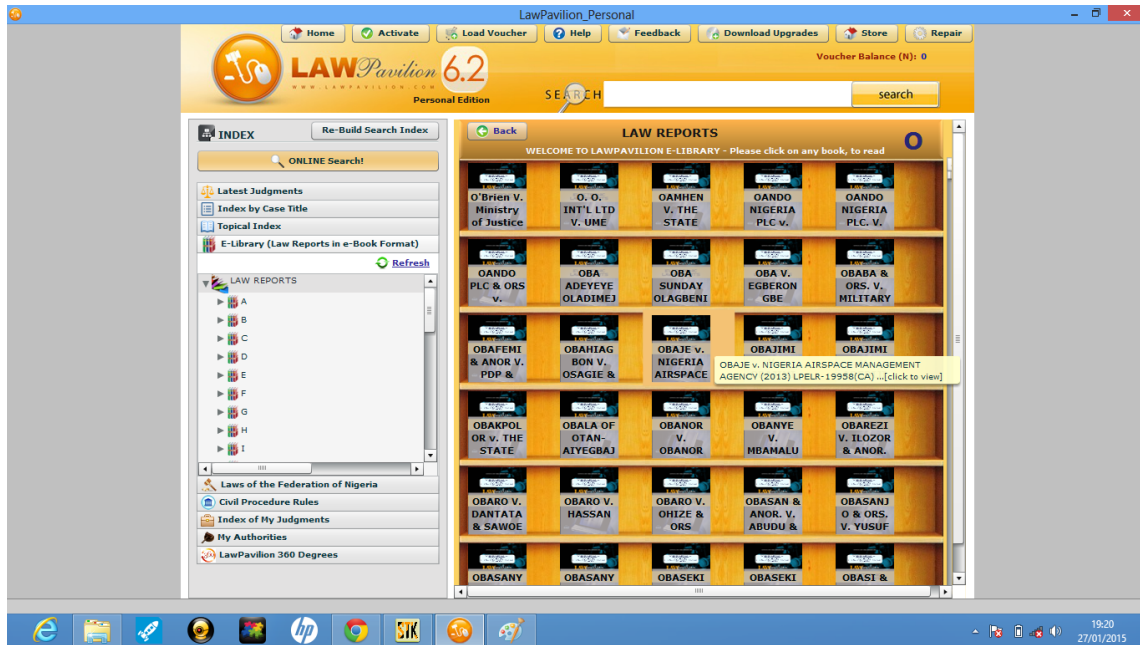 LawPavilion_Personal
Home
Activate
Load Voucher
Help
Feedback
Download Upgrades
Store
Repair
Voucher Balance (N): 0
LAWPavilion 6.2
WWW.LAWPAVILION.COM
Personal Edition
SEARCH
search
INDEX
Re-Build Search Index
ONLINE Search!
Latest Judgments
Index by Case Title
Topical Index
E-Library (Law Reports in e-Book Format)
Refresh
LAW REPORTS
A
B
C
D
E
F
G
H
I
Laws of the Federation of Nigeria
Civil Procedure Rules
Index of My Judgments
My Authorities
LawPavilion 360 Degrees
Back
LAW REPORTS
O
WELCOME TO LAWPAVILION E-LIBRARY - Please click on any book, to read
O'Brien V.
Ministry
of Justice
O. O.
INT'L LTD
V. UME
OAMHEN
V. THE
STATE
OANDO
NIGERIA
PLC v.
OANDO
NIGERIA
PLC. V.
OANDO
PLC & ORS
v.
OBA
ADEYEYE
OLADIMEJ
OBA
SUNDAY
OLAGBENI
OBA V.
EGBERON
GBE
OBABA &
ORS. V.
MILITARY
OBAFEMI
& ANOR V.
PDP &
OBAHIAG
BON V.
OSAGIE &
OBAJE v.
NIGERIA
AIRSPACE
OBAJIMI
OBAJIMI
OBAJE v. NIGERIA AIRSPACE MANAGEMENT
AGENCY (2013) LPELR-19958(CA) ...[click to view]
OBAKPOL
OR v. THE
STATE
OBALA OF
OTAN-
AIYEGBAJ
OBANOR
V.
OBANOR
OBANYE
V.
MBAMALU
OBAREZI
V. ILOZOR
& ANOR.
OBARO V.
DANTATA
& SAWOE
OBARO V.
HASSAN
OBARO V.
OHIZE &
ORS
OBASAN &
ANOR. V.
ABUDU &
OBASANJ
O & ORS.
V. YUSUF
OBASANY
OBASANY
OBASEKI
OBASEKI
OBASI &
hp
19:20
27/01/2015